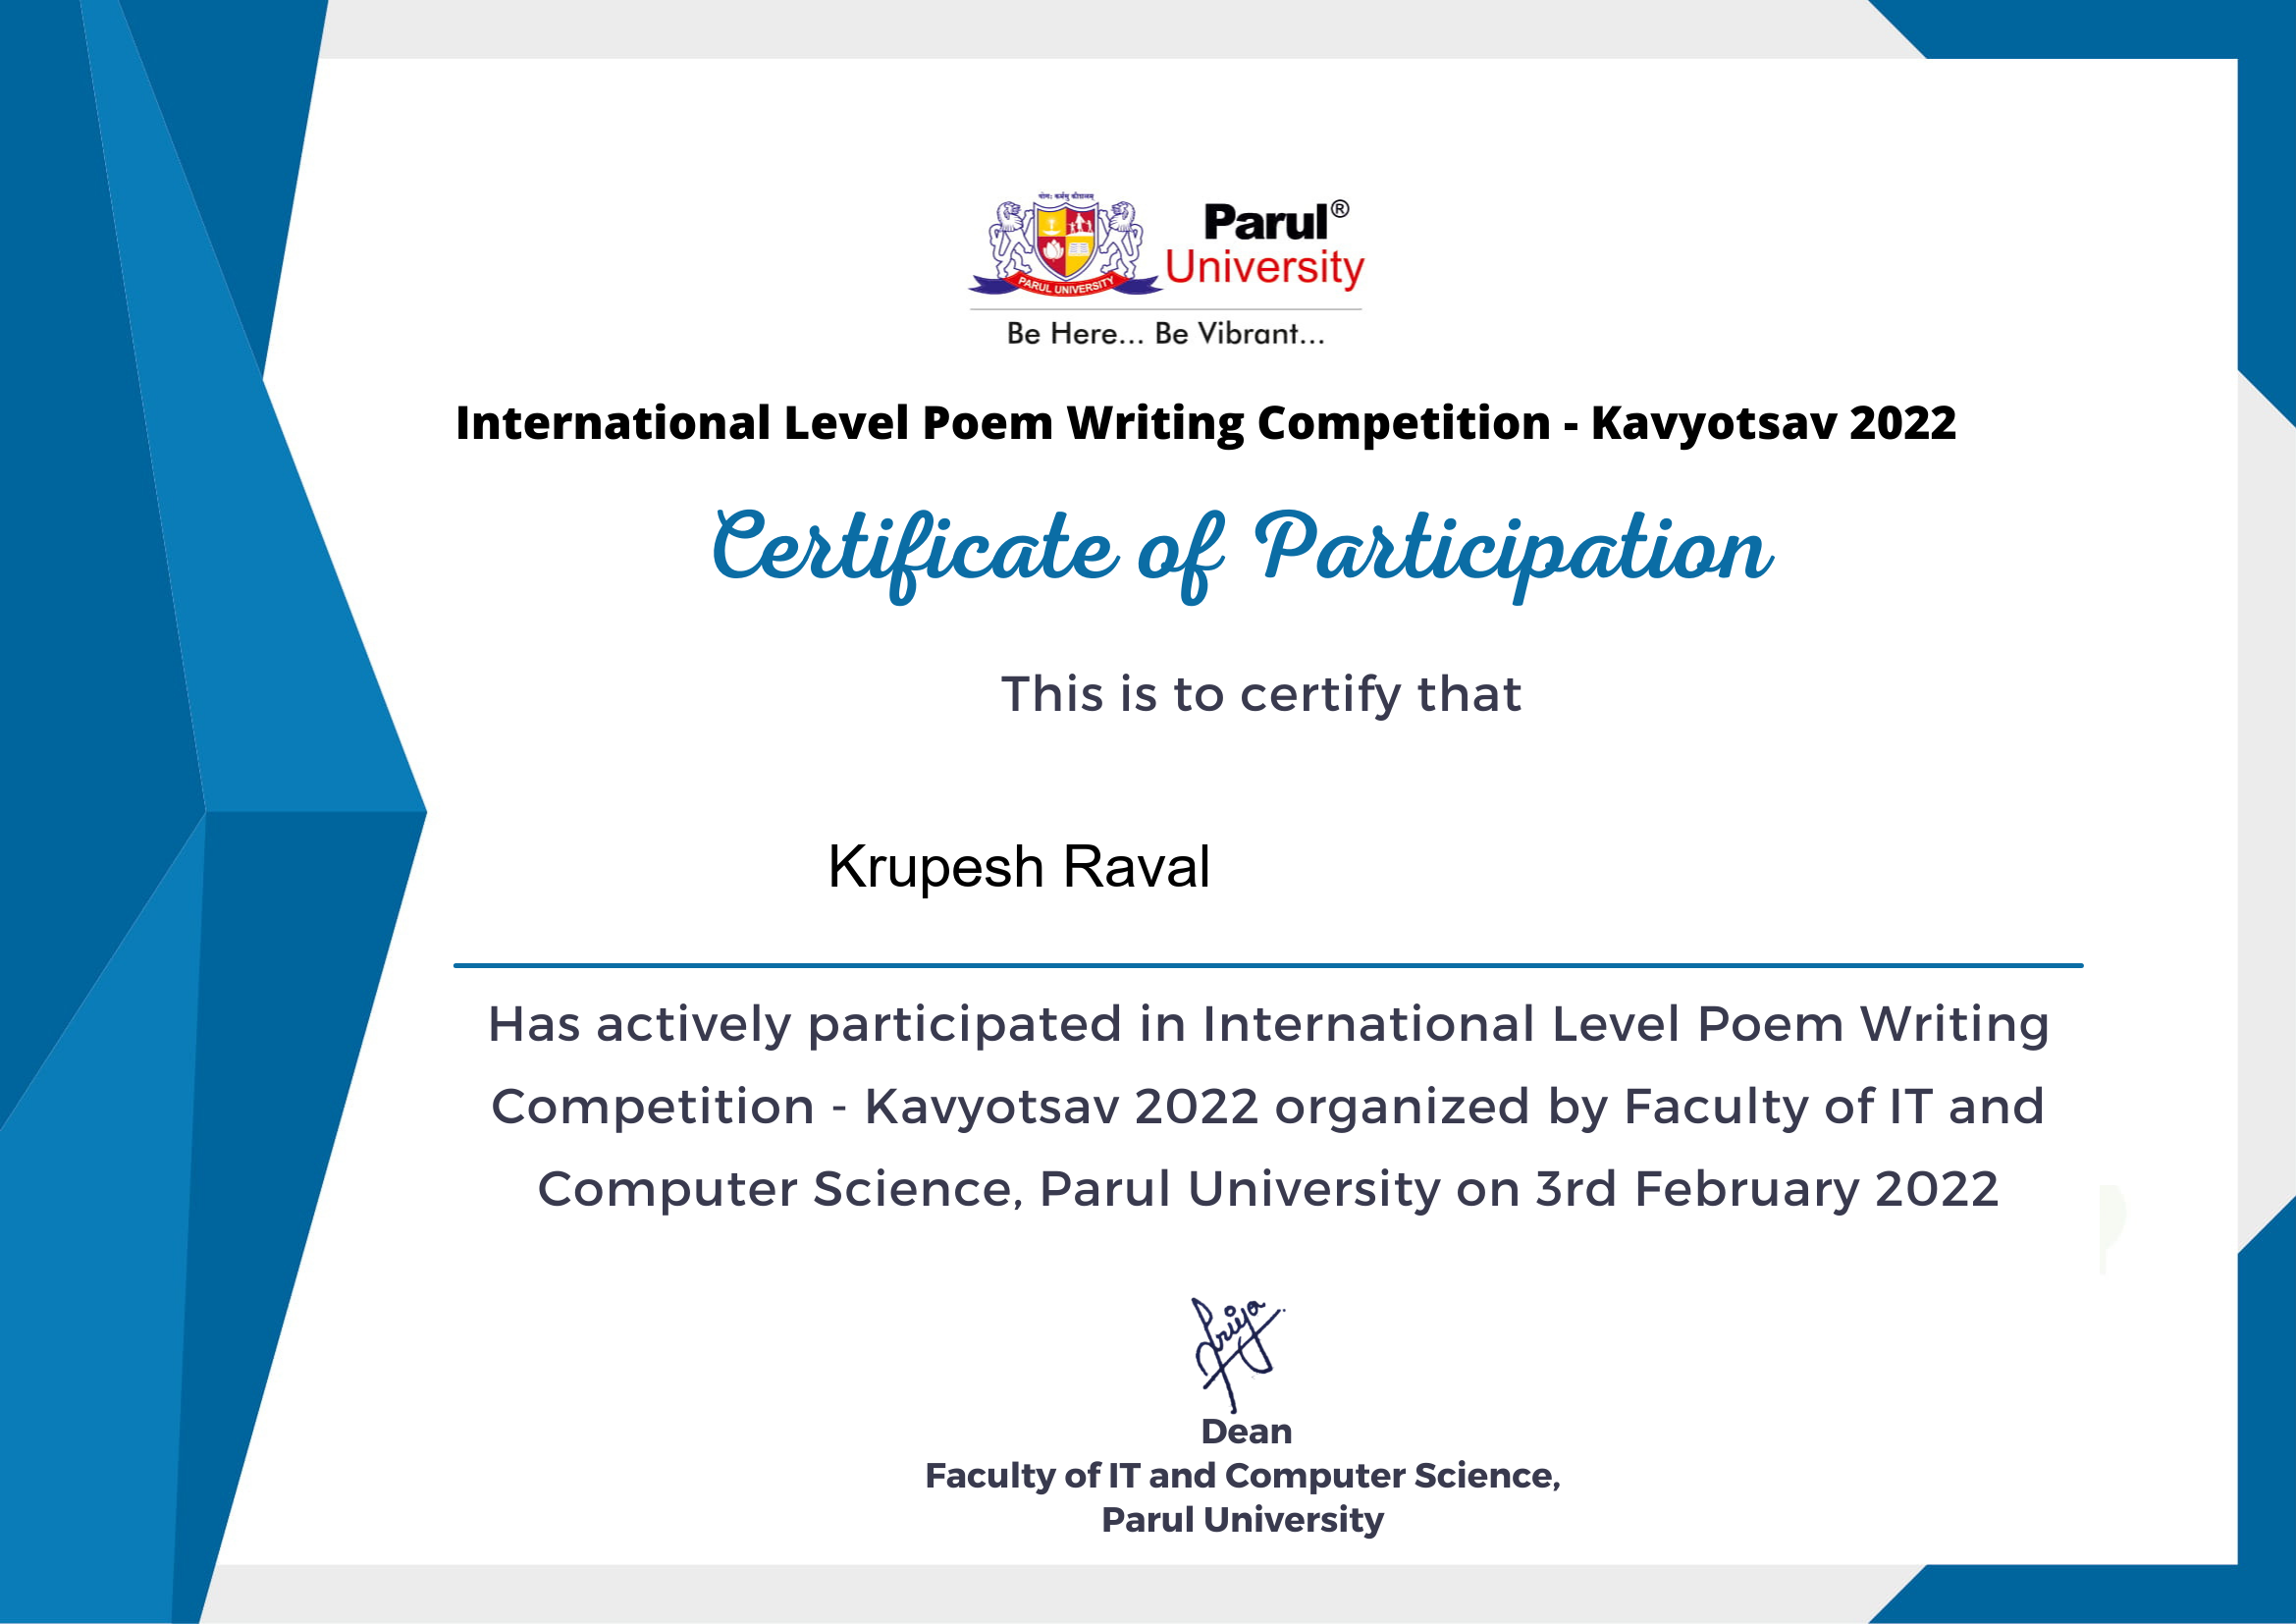 योग: कर्मसु कौशलम्
Parul®
University
PARUL UNIVERSITY
Be Here... Be Vibrant...
International Level Poem Writing Competition - Kavyotsav 2022
Certificate of Participation
This is to certify that
Krupesh Raval
Has actively participated in International Level Poem Writing
Competition - Kavyotsav 2022 organized by Faculty of IT and
Computer Science, Parul University on 3rd February 2022
Priya
Dean
Faculty of IT and Computer Science,
Parul University